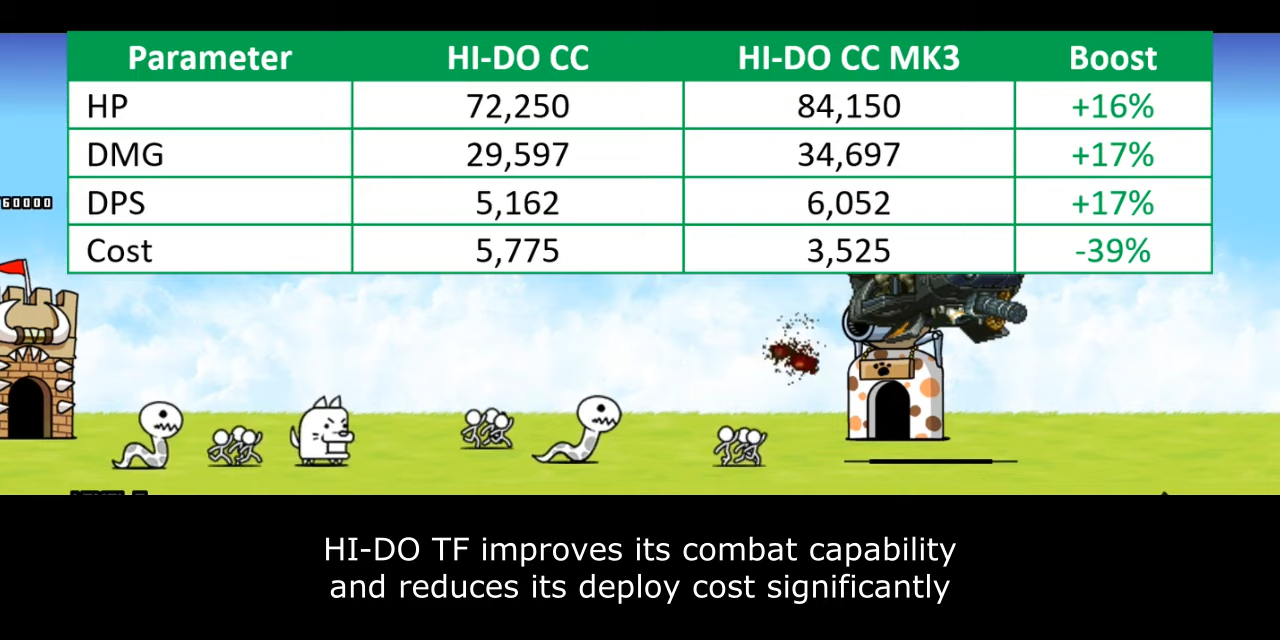 Parameter HI-DO CC HI-DO CC MK3 Boost
HP 72,250 84,150 +16%
DMG 29,597 34,697 +17%
DPS 5,162 6,052 +17%
Cost 5,775 3,525 -39%
60000
HI-DO TF improves its combat capability
and reduces its deploy cost significantly